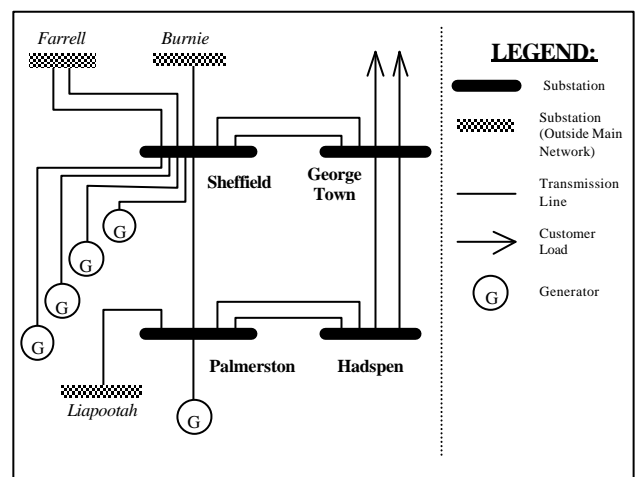 Farrell
Burnie
Sheffield
George
Town
G
G
G
G
Palmerston
Hadspen
Liapootah
G
LEGEND:
Substation
Substation
(Outside Main
Network)
Transmission
Line
Customer
Load
G
Generator